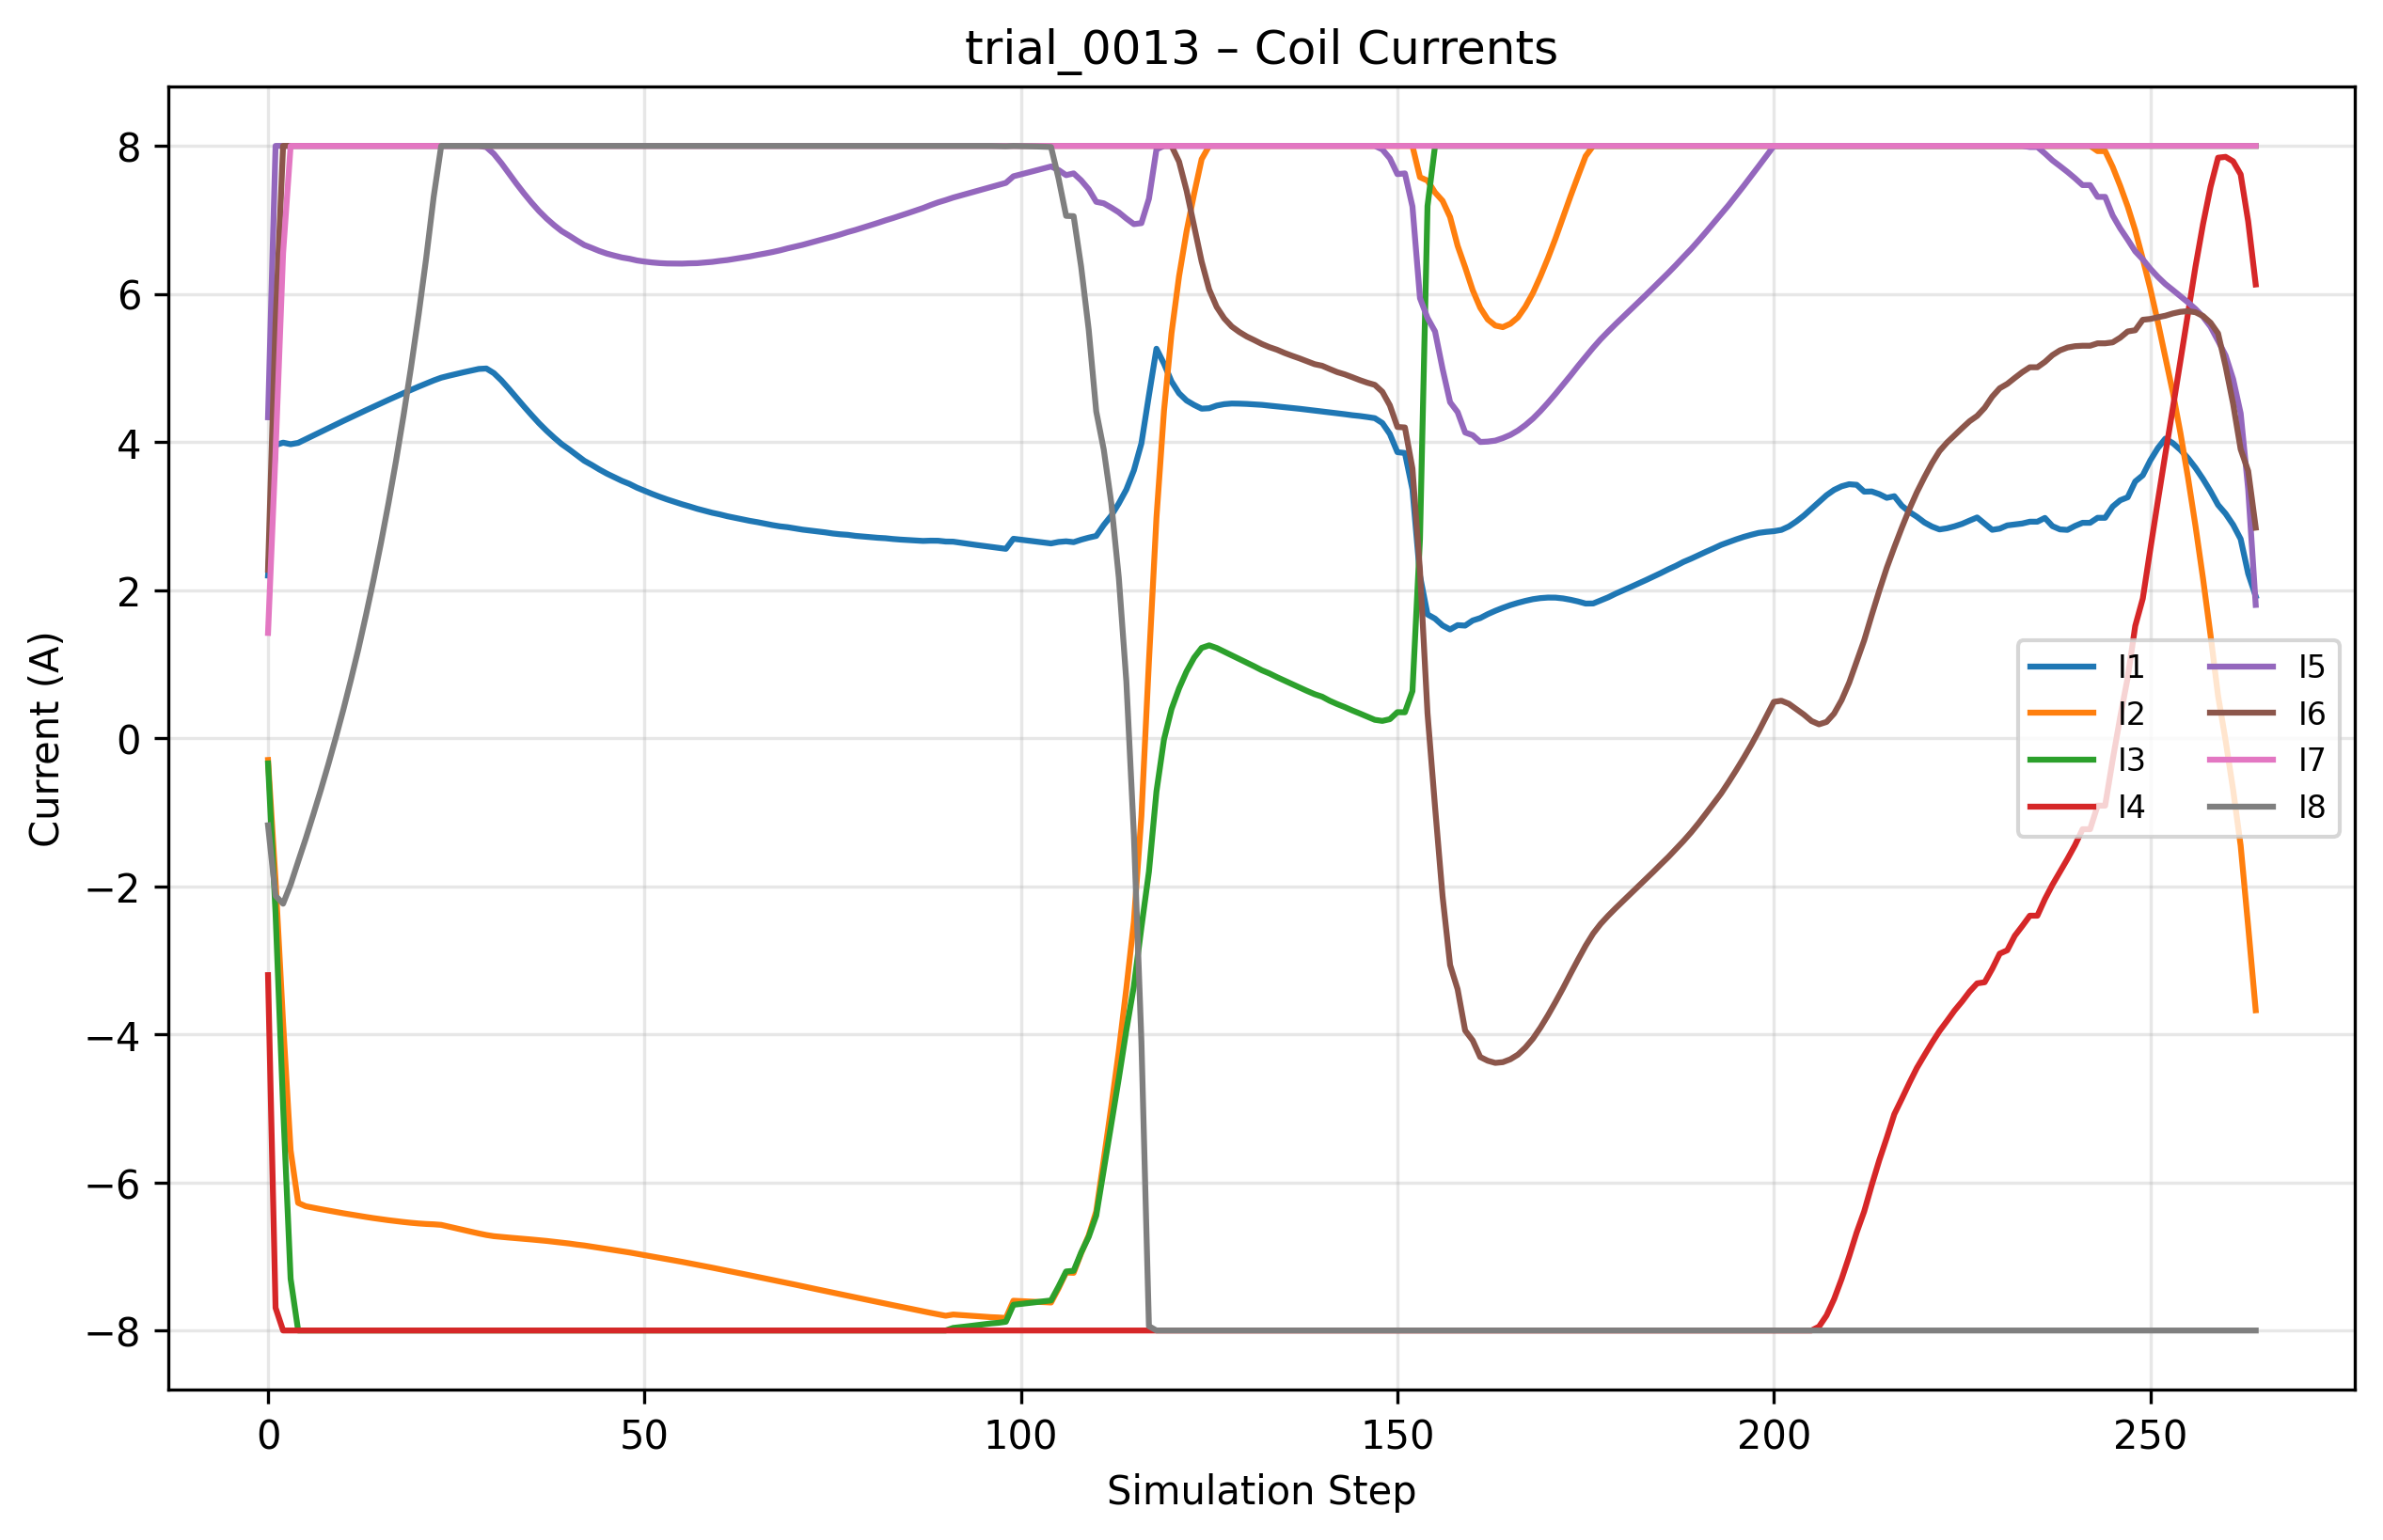 trial_0013 – Coil Currents
Current (A)
8
6
4
2
0
−2
−4
−6
−8
I1
I2
I3
I4
I5
I6
I7
I8
0
50
100
150
200
250
Simulation Step